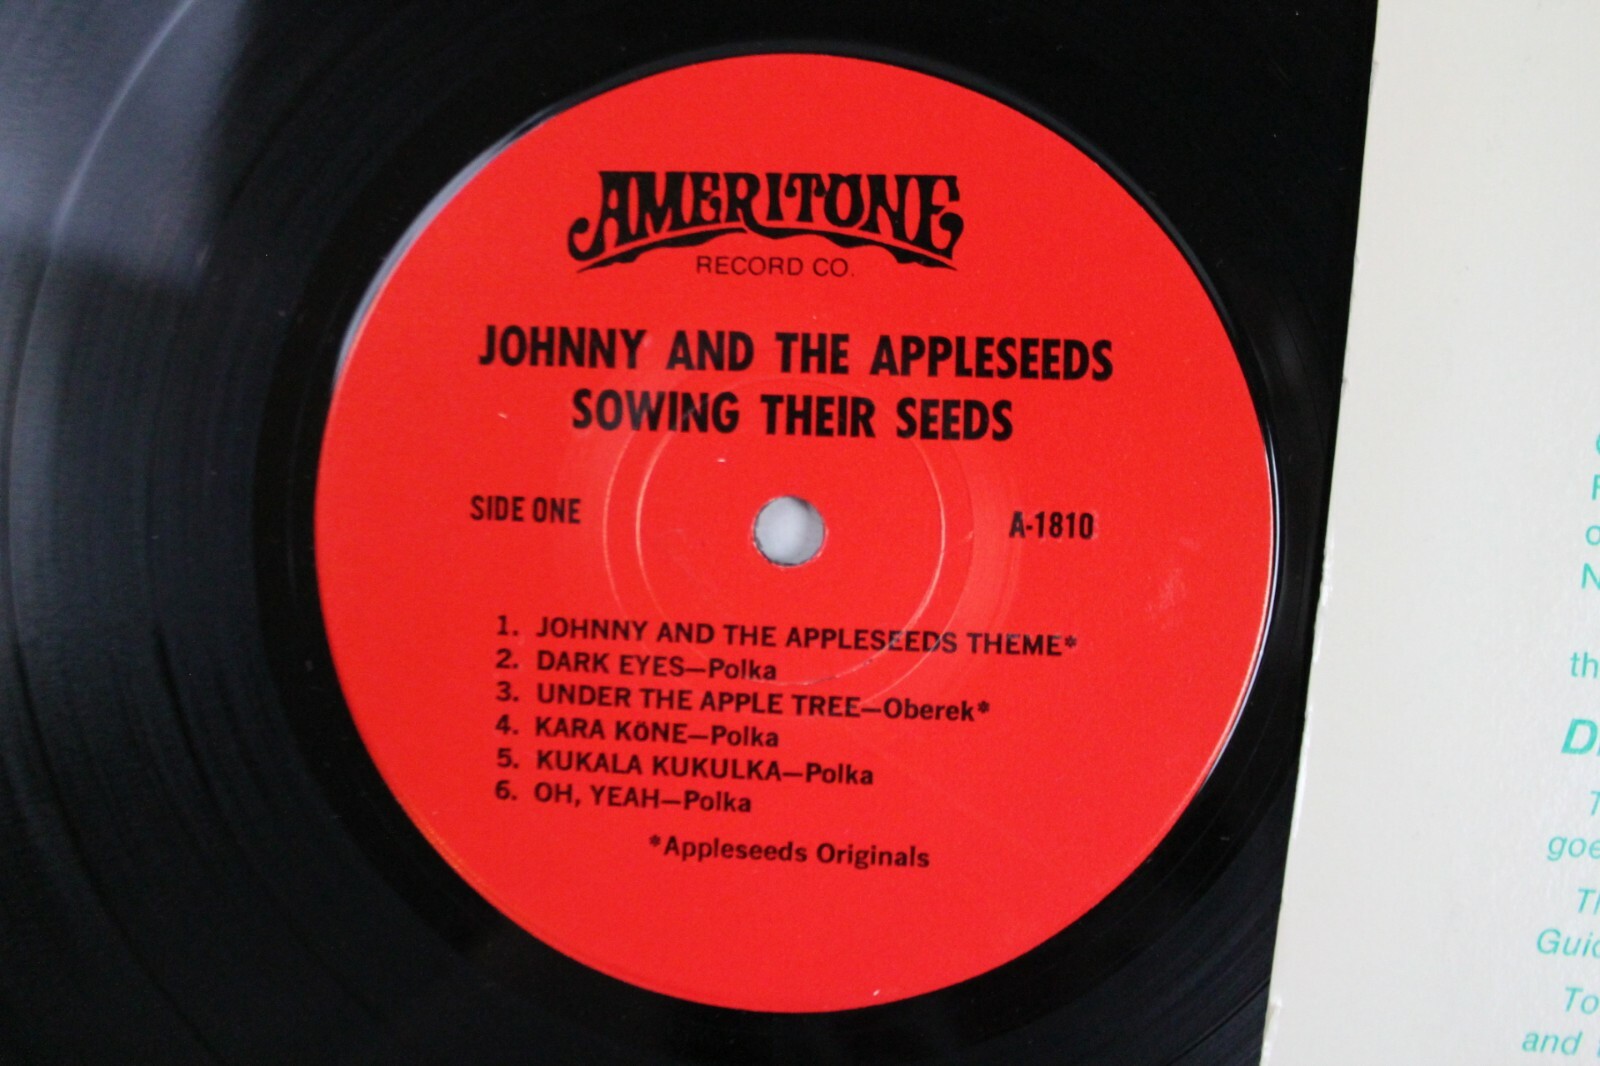 AMERITONE
RECORD CO.
JOHNNY AND THE APPLESEEDS
SOWING THEIR SEEDS
SIDE ONE
A-1810
1. JOHNNY AND THE APPLESEEDS THEME*
2. DARK EYES—Polka
3. UNDER THE APPLE TREE—Oberek*
4. KARA KÖNE—Polka
5. KUKALA KUKULKA—Polka
6. OH, YEAH—Polka
*Appleseeds Originals
and